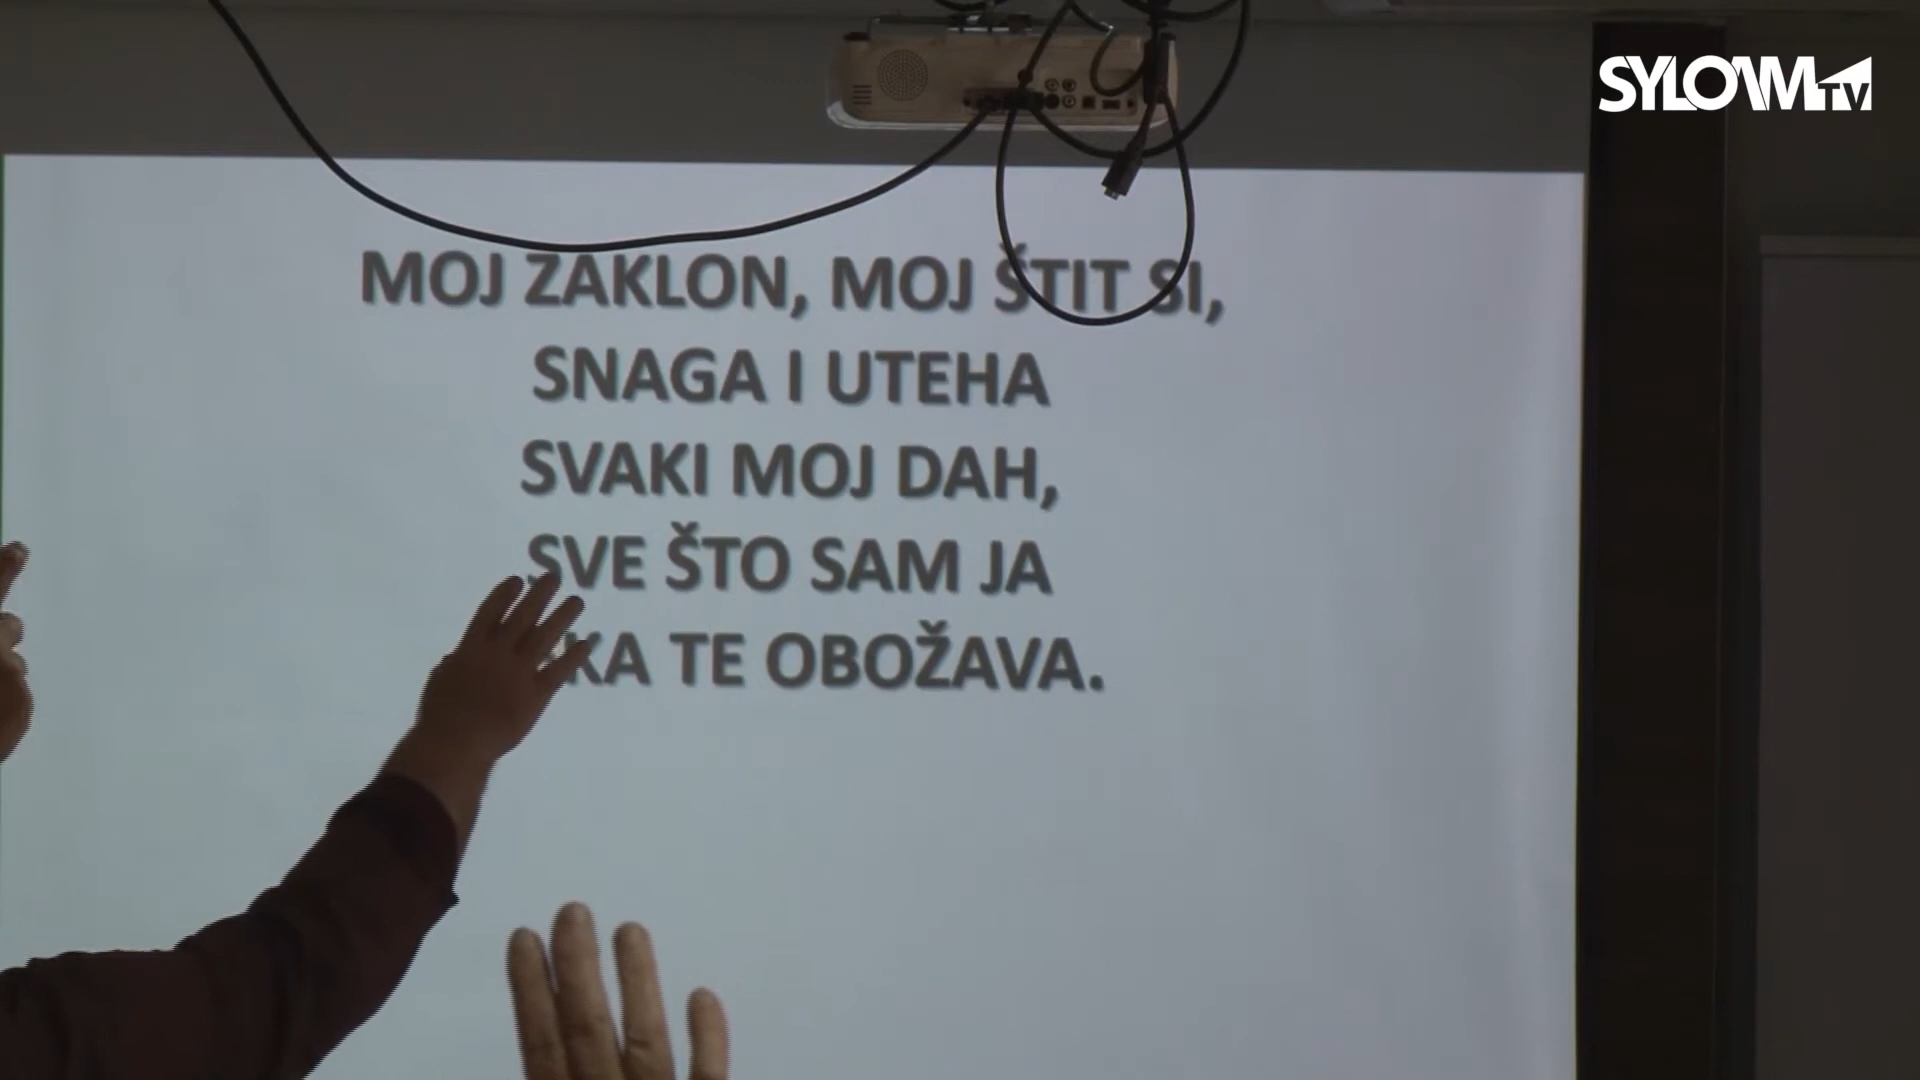 SYLOAM TV
MOJ ZAKLON, MOJ ŠTIT SI,
SNAGA I UTEHA
SVAKI MOJ DAH,
SVE ŠTO SAM JA
TE OBOŽAVA.